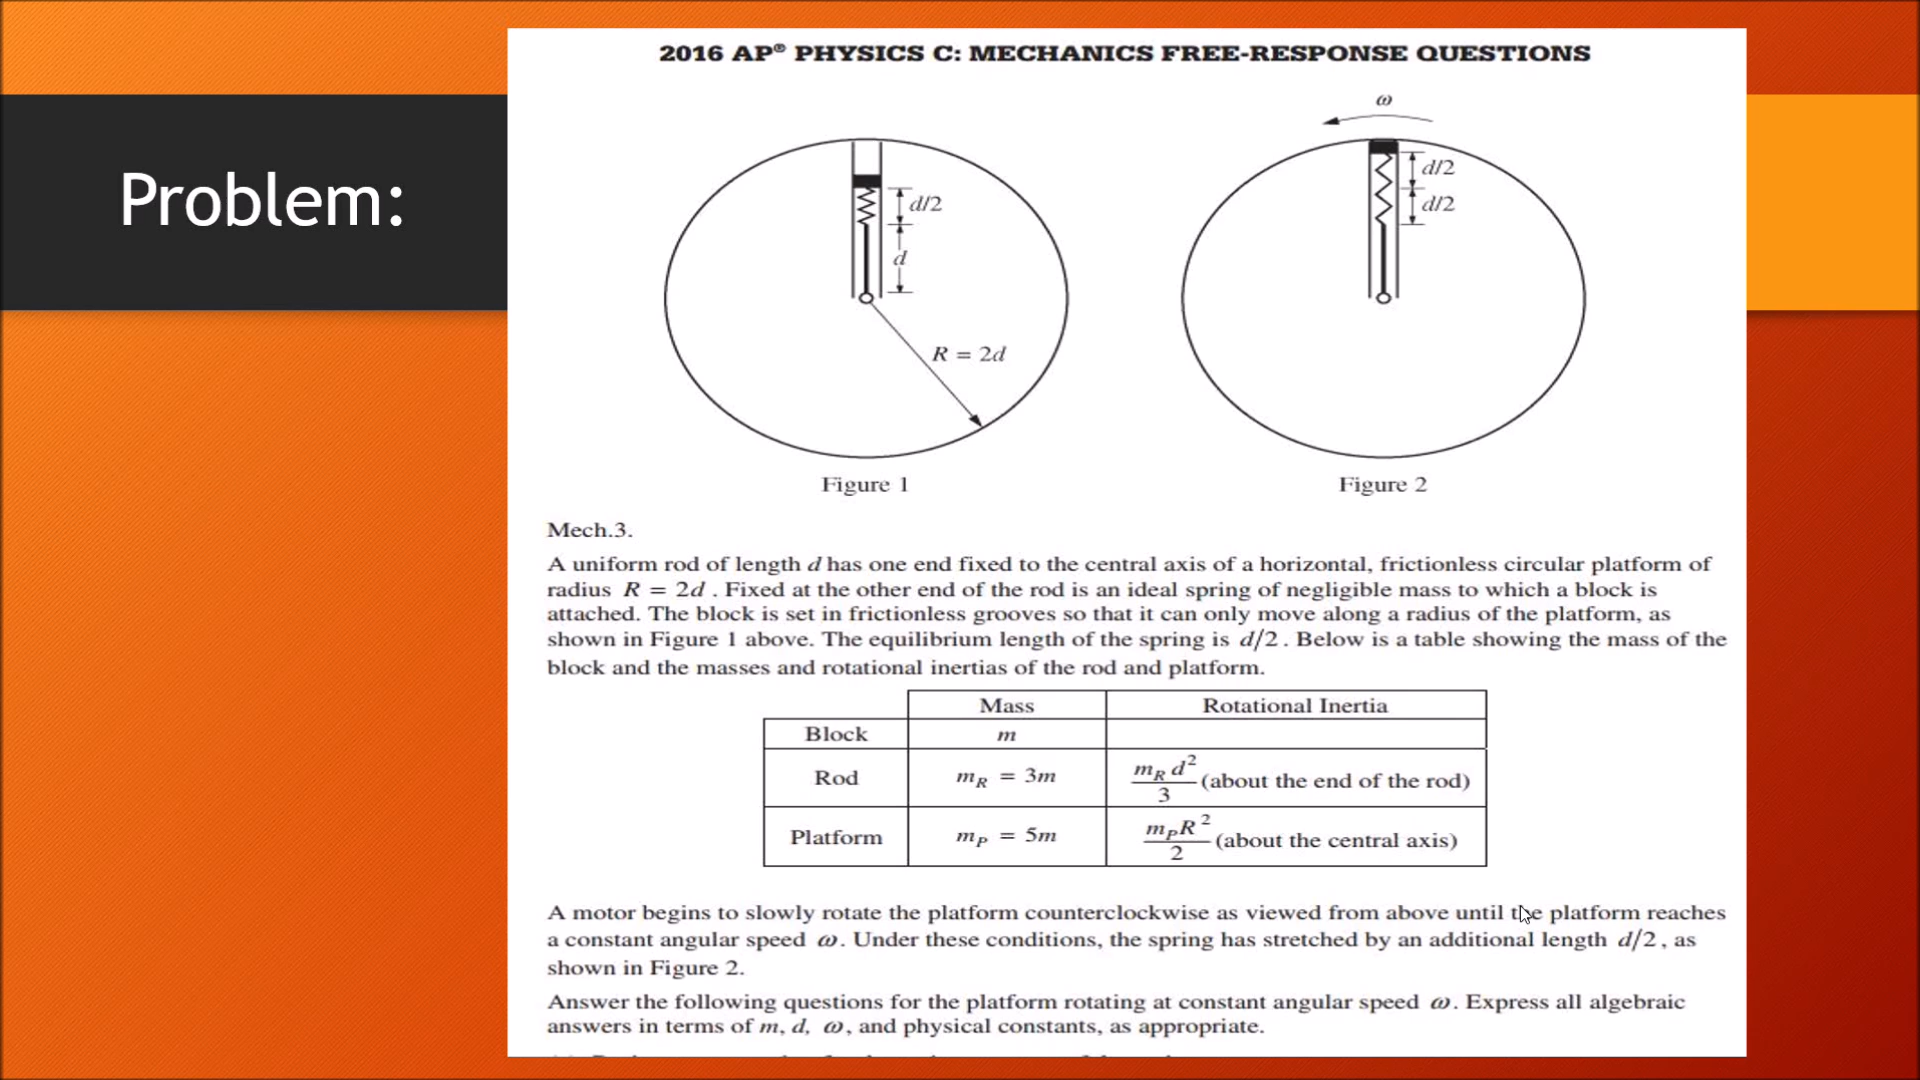 Problem:
2016 AP® PHYSICS C: MECHANICS FREE-RESPONSE QUESTIONS
ω
d/2
d
R = 2d
d/2
d/2
Figure 1
Figure 2
Mech.3.
A uniform rod of length d has one end fixed to the central axis of a horizontal, frictionless circular platform of
radius R = 2d . Fixed at the other end of the rod is an ideal spring of negligible mass to which a block is
attached. The block is set in frictionless grooves so that it can only move along a radius of the platform, as
shown in Figure 1 above. The equilibrium length of the spring is d/2 . Below is a table showing the mass of the
block and the masses and rotational inertias of the rod and platform.
Mass Rotational Inertia
Block m
Rod m_R = 3m m_R d²/3 (about the end of the rod)
Platform m_P = 5m m_P R²/2 (about the central axis)
A motor begins to slowly rotate the platform counterclockwise as viewed from above until the platform reaches
a constant angular speed ω . Under these conditions, the spring has stretched by an additional length d/2 , as
shown in Figure 2.
Answer the following questions for the platform rotating at constant angular speed ω . Express all algebraic
answers in terms of m, d, ω , and physical constants, as appropriate.